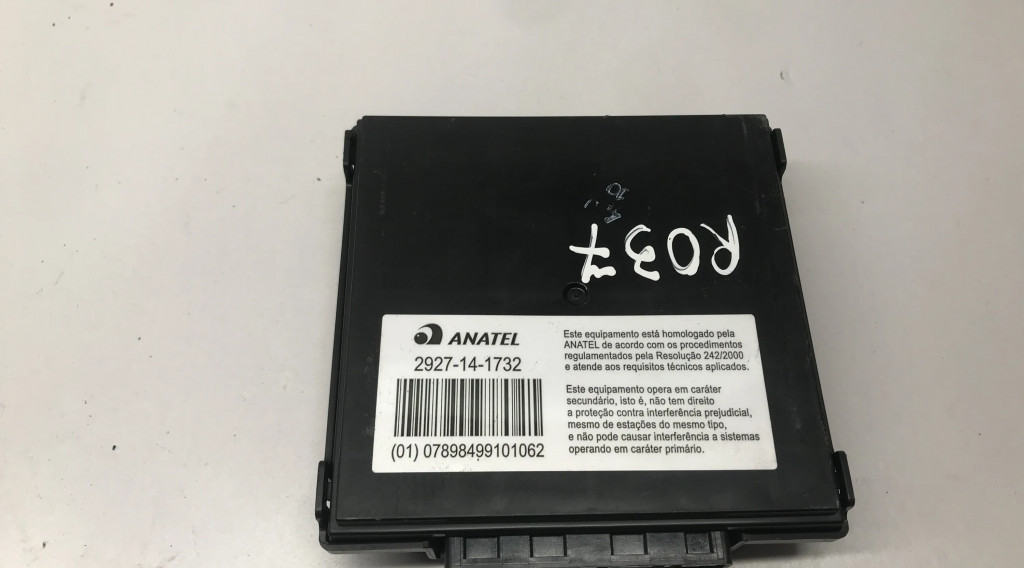 R037
ANATEL
2927-14-1732
(01) 07898499101062
Este equipamento está homologado pela
ANATEL de acordo com os procedimentos
regulamentados pela Resolução 242/2000
e atende aos requisitos técnicos aplicados.
Este equipamento opera em caráter
secundário, isto é, não tem direito
a proteção contra interferência prejudicial,
mesmo de estações do mesmo tipo,
e não pode causar interferência a sistemas
operando em caráter primário.